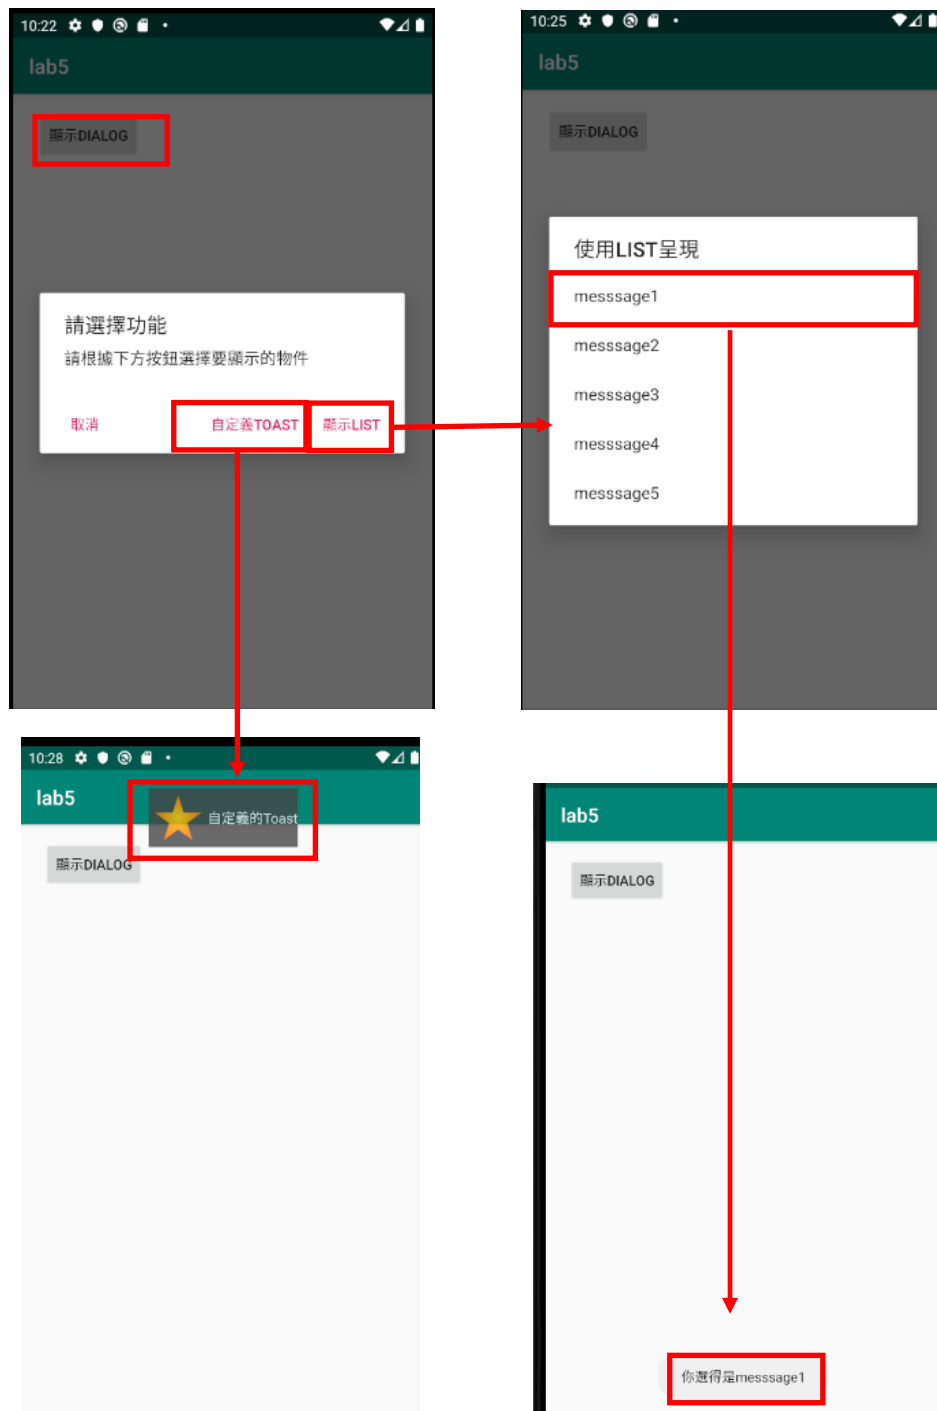 10:22
lab5
顯示DIALOG
請選擇功能
請根據下方按鈕選擇要顯示的物件
取消
自定義TOAST
顯示LIST
10:25
lab5
顯示DIALOG
使用LIST呈現
messsage1
messsage2
messsage3
messsage4
messsage5
10:28
lab5
自定義的Toast
顯示DIALOG
lab5
顯示DIALOG
你選得是messsage1